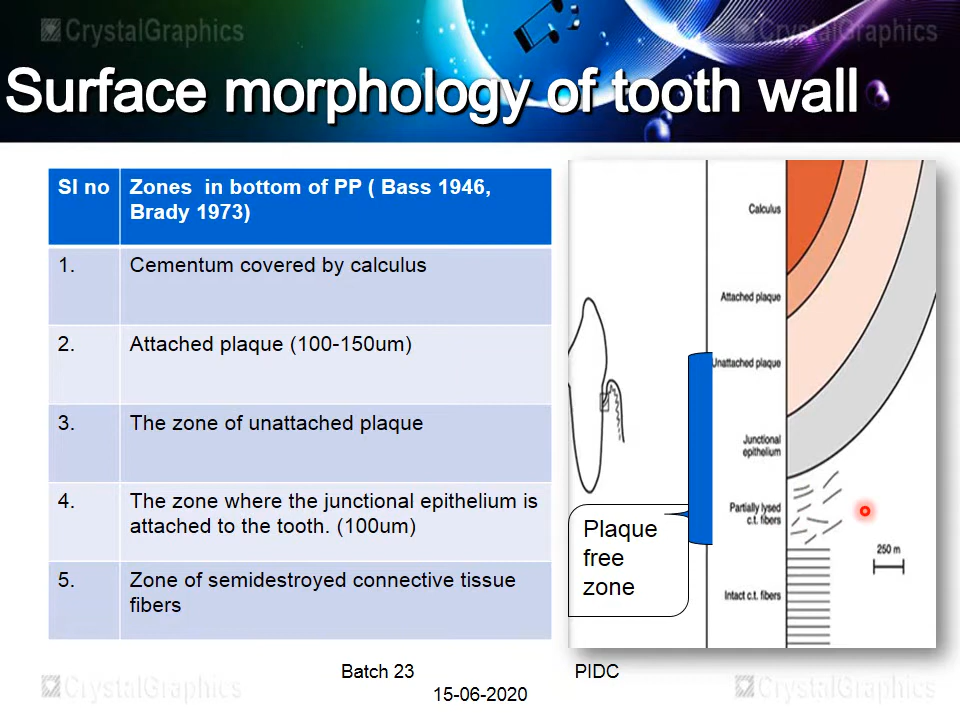 CrystalGraphics
CrystalGraphics
Surface morphology of tooth wall
Sl no
Zones in bottom of PP ( Bass 1946,
Brady 1973)
1.
Cementum covered by calculus
2.
Attached plaque (100-150um)
3.
The zone of unattached plaque
4.
The zone where the junctional epithelium is
attached to the tooth. (100um)
5.
Zone of semidestroyed connective tissue
fibers
Calculus
Attached plaque
Unattached plaque
Junctional
epithelium
Partially lysed
c.t. fibers
Intact c.t. fibers
250 m
Plaque
free
zone
Batch 23
PIDC
15-06-2020
CrystalGraphics
CrystalGraphics